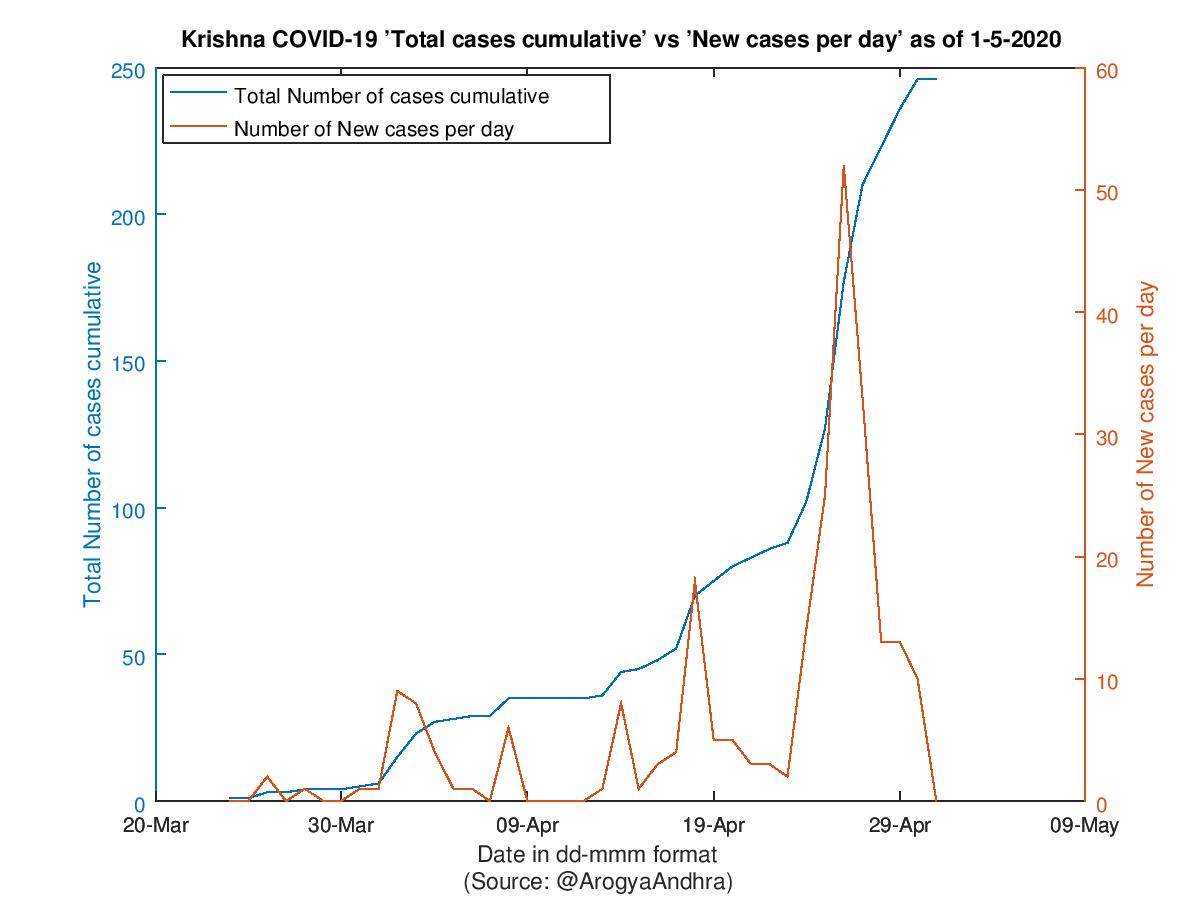 Krishna COVID-19 ’Total cases cumulative’ vs ’New cases per day’ as of 1-5-2020
Total Number of cases cumulative
Number of New cases per day
250
200
150
100
50
0
Total Number of cases cumulative
60
50
40
30
20
10
0
Number of New cases per day
20-Mar 30-Mar 09-Apr 19-Apr 29-Apr 09-May
Date in dd-mmm format
(Source: @ArogyaAndhra)